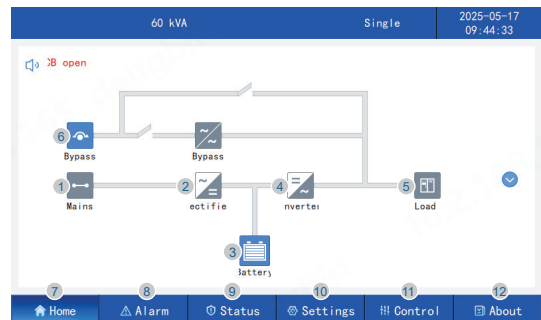 60 kVA
Single
2025-05-17
09:44:33
CB open
6
Bypass
Bypass
1
Mains
2
ectifie
4
nverter
5
Load
3
Battery
7
Home
8
Alarm
9
Status
10
Settings
11
Control
12
About